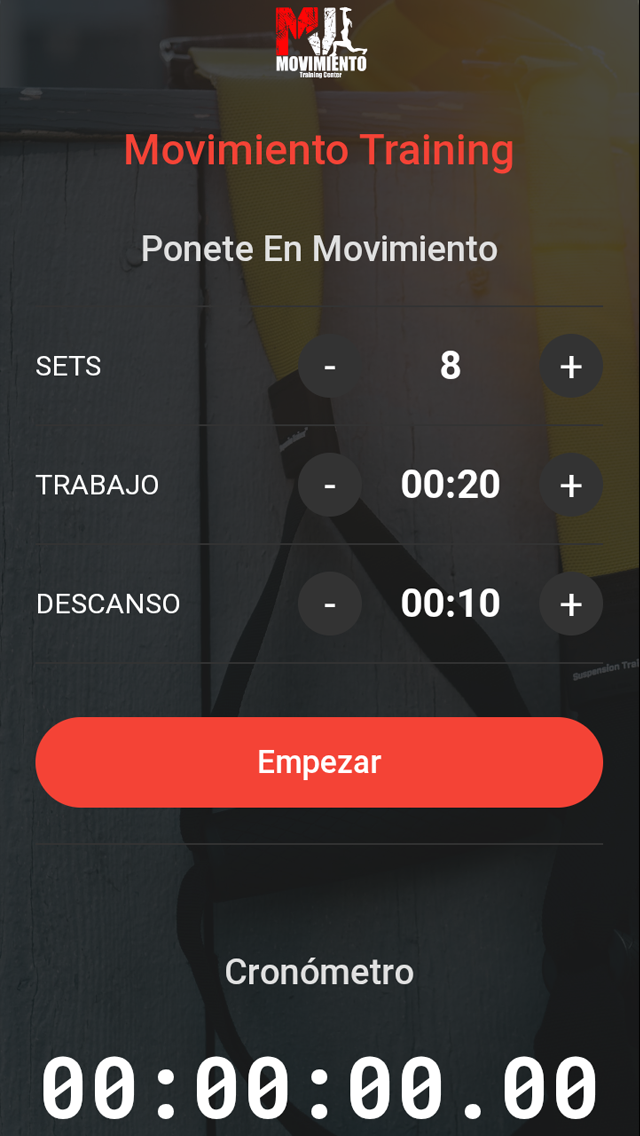 MJ
MOVIMIENTO
Training Center
Movimiento Training
Ponete En Movimiento
SETS - 8 +
TRABAJO - 00:20 +
DESCANSO - 00:10 +
Suspension Trai
Empezar
Cronómetro
00:00:00.00